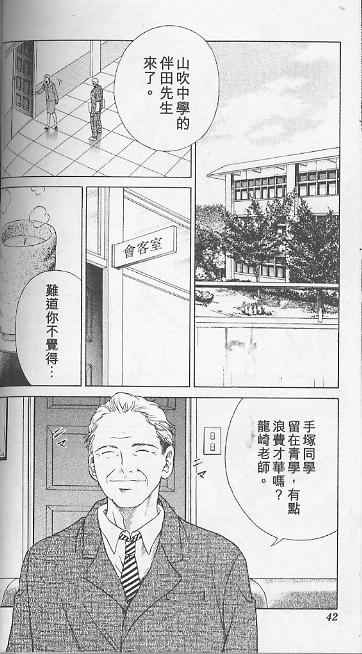 山吹中學的
伴田先生
來了。
會客室
難道你不覺得…
手塚同學
留在青學，有點
浪費才華嗎？
龍崎老師。
42